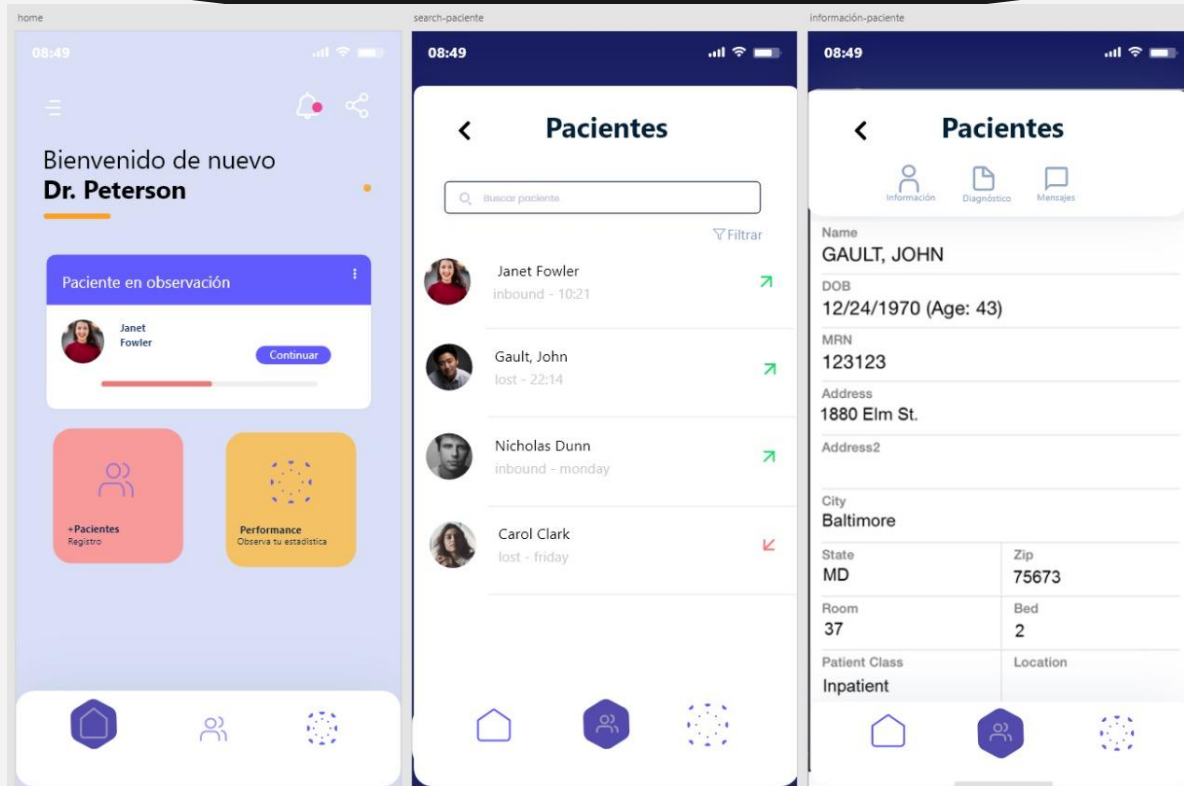 home
08:49
Bienvenido de nuevo
Dr. Peterson
Paciente en observación
Janet
Fowler
Continuar
+Pacientes
Registro
Performance
Observa tu estadística
search-paciente
08:49
Pacientes
Buscar paciente
Filtrar
Janet Fowler
inbound - 10:21
Gault, John
lost - 22:14
Nicholas Dunn
inbound - monday
Carol Clark
lost - friday
información-paciente
08:49
Pacientes
Información Diagnóstico Mensajes
Name
GAULT, JOHN
DOB
12/24/1970 (Age: 43)
MRN
123123
Address
1880 Elm St.
Address2
City
Baltimore
State Zip
MD 75673
Room Bed
37 2
Patient Class Location
Inpatient